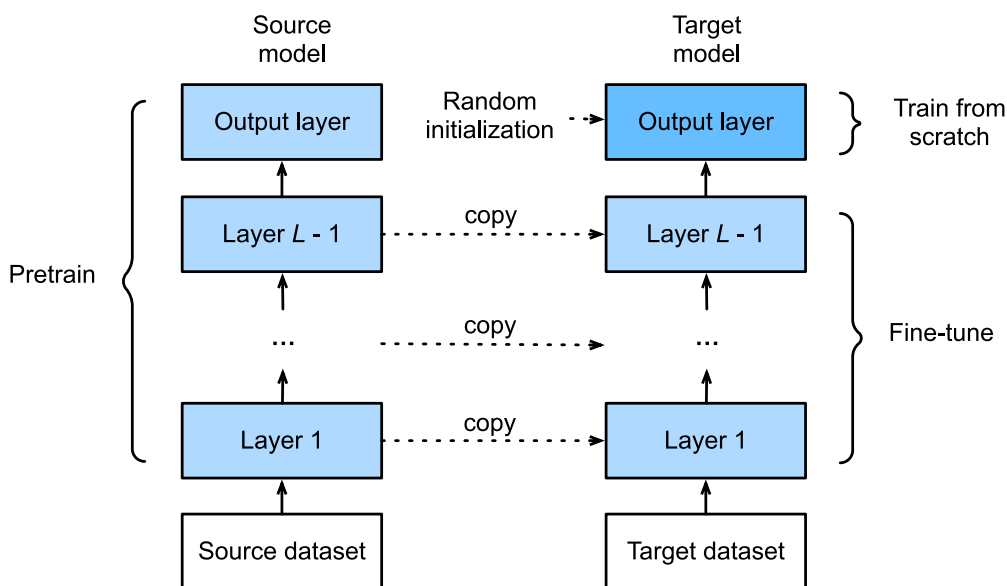 Source
model
Target
model
Output layer
Random
initialization
Output layer
Train from
scratch
Layer L - 1
copy
Layer L - 1
Pretrain
...
copy
...
Fine-tune
Layer 1
copy
Layer 1
Source dataset
Target dataset